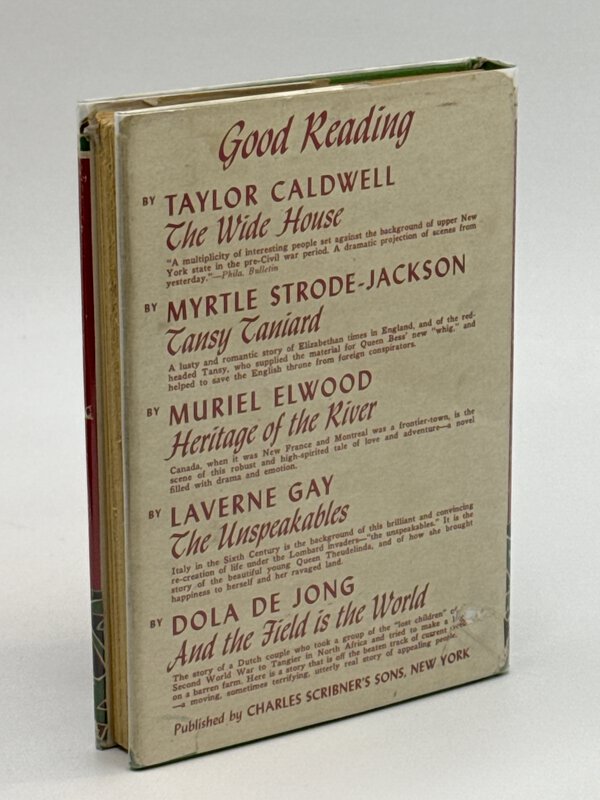 Good Reading
BY TAYLOR CALDWELL
The Wide House
"A multiplicity of interesting people set against the background of upper New
York state in the pre-Civil war period. A dramatic projection of scenes from
yesterday."—Phila. Bulletin
BY MYRTLE STRODE-JACKSON
Tansy Taniard
A lusty and romantic story of Elizabethan times in England, and of the red-
headed Tansy, who supplied the material for Queen Bess' new "whig," and
helped to save the English throne from foreign conspirators.
BY MURIEL ELWOOD
Heritage of the River
Canada, when it was New France and Montreal was a frontier-town, is the
scene of this robust and high-spirited tale of love and adventure—a novel
filled with drama and emotion.
BY LAVERNE GAY
The Unspeakables
Italy in the Sixth Century is the background of this brilliant and convincing
re-creation of life under the Lombard invaders—"the unspeakables." It is the
story of the beautiful young Queen Theudelinda, and of how she brought
happiness to herself and her ravaged land.
BY DOLA DE JONG
And the Field is the World
The story of a Dutch couple who took a group of the "lost children"
Second World War to Tangier in North Africa and tried to make a
on a barren farm. Here is a story that is off the beaten track of current
—a moving, sometimes terrifying, utterly real story of appealing people.
Published by CHARLES SCRIBNER'S SONS, NEW YORK